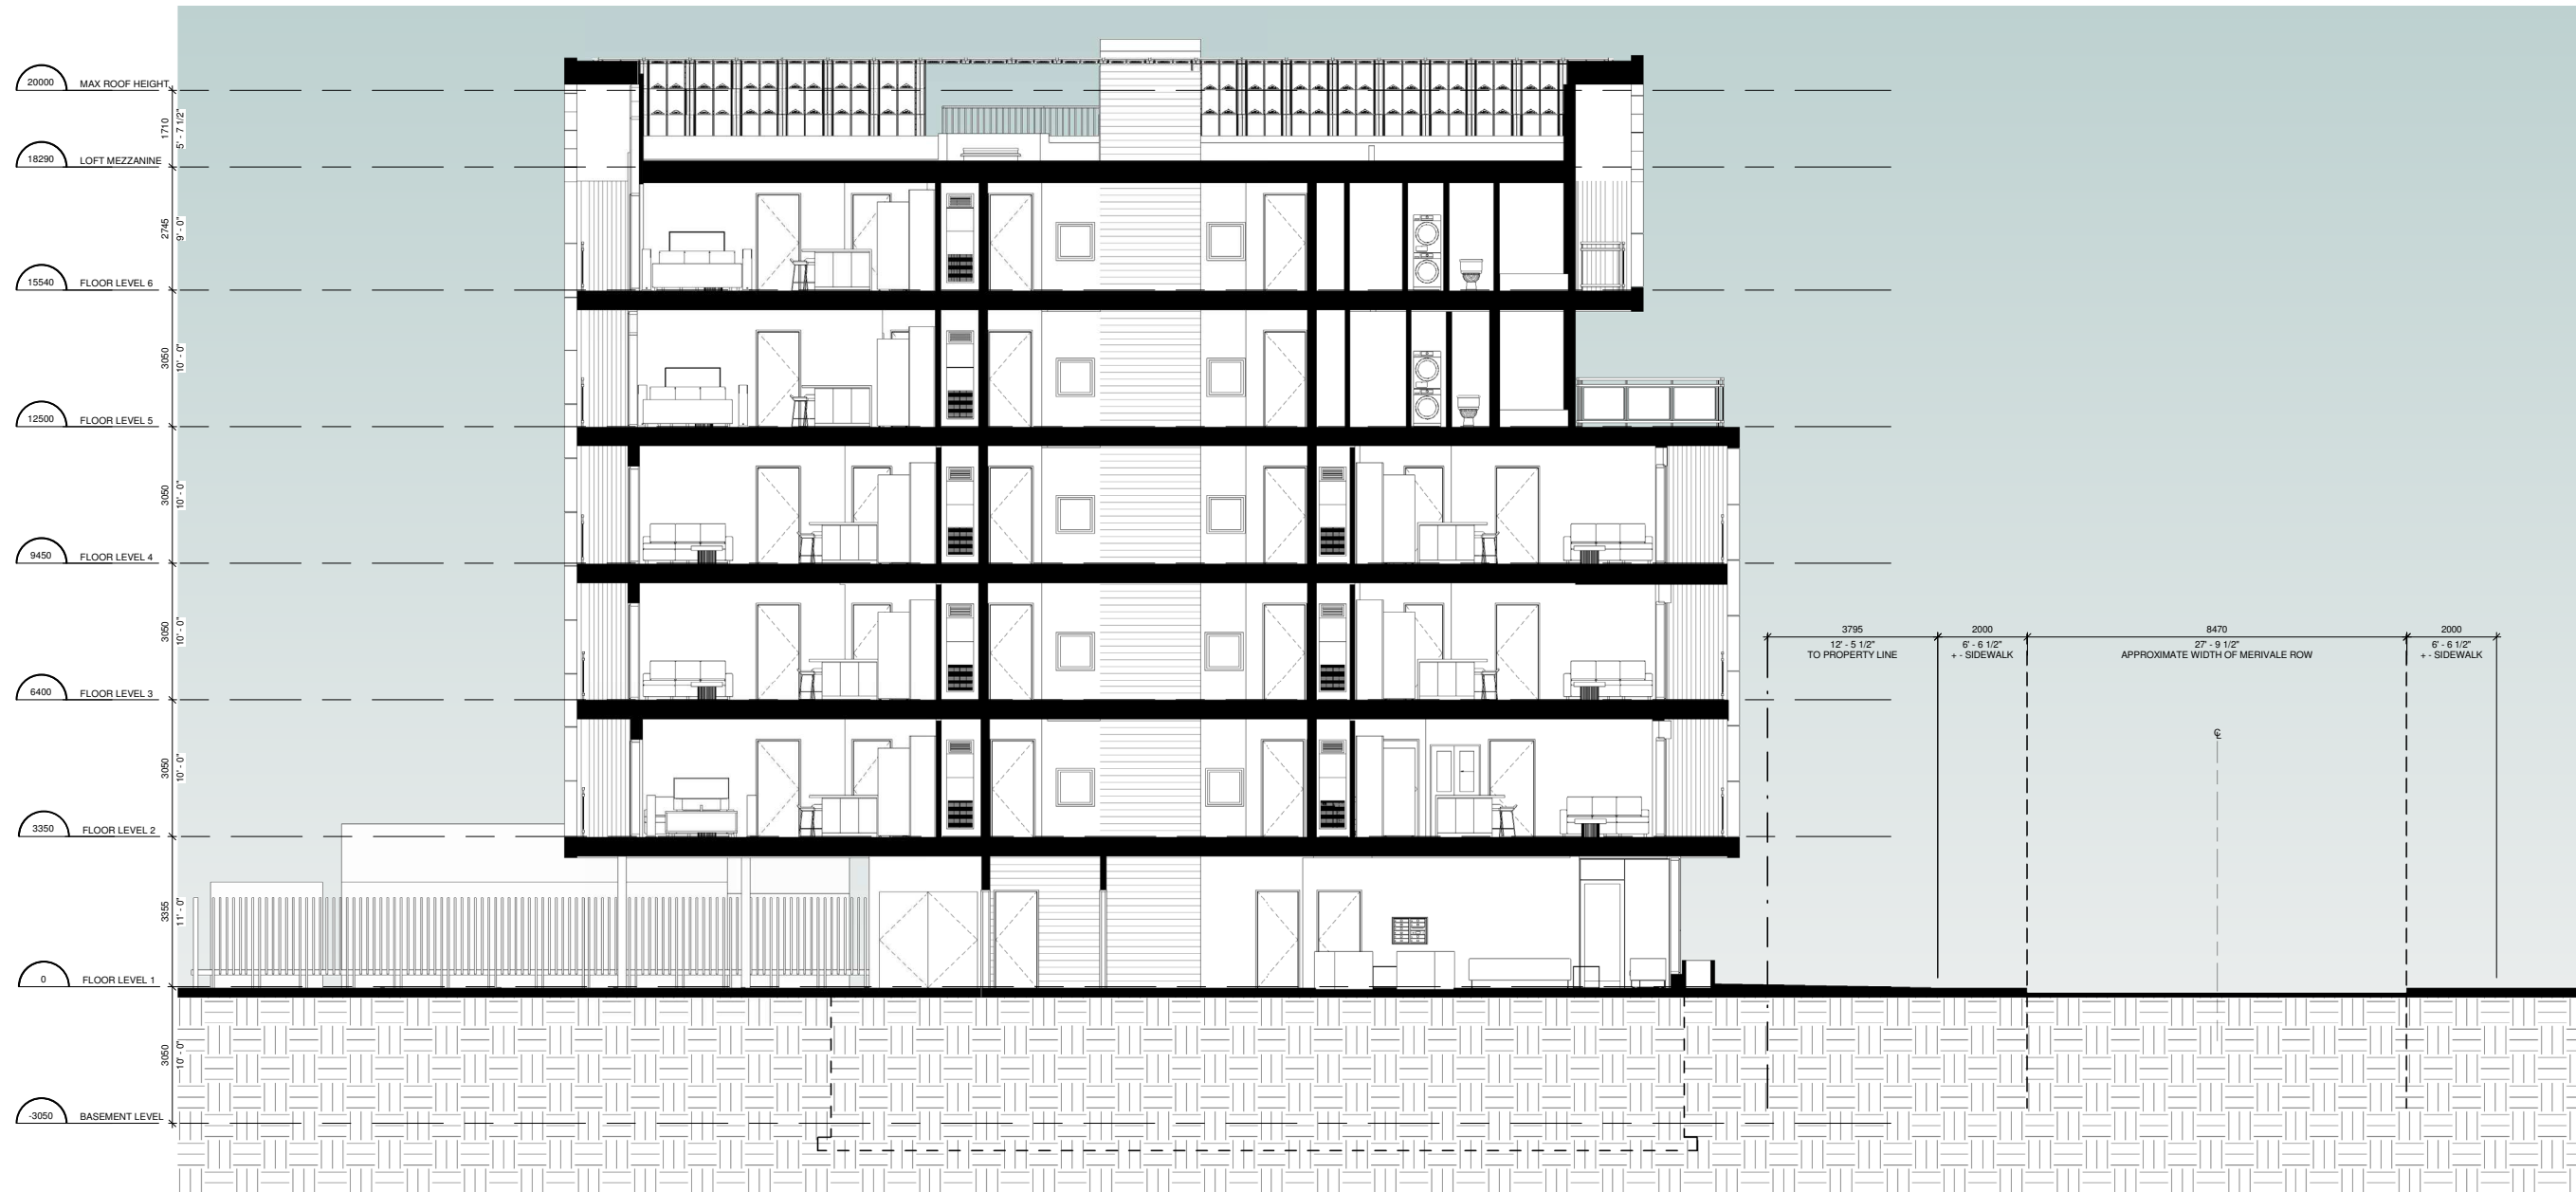 20000 MAX ROOF HEIGHT
1710
5' - 7 1/2"
18290 LOFT MEZZANINE
2745
9' - 0"
15540 FLOOR LEVEL 6
3050
10' - 0"
12500 FLOOR LEVEL 5
3050
10' - 0"
9450 FLOOR LEVEL 4
3050
10' - 0"
6400 FLOOR LEVEL 3
3050
10' - 0"
3350 FLOOR LEVEL 2
3355
11' - 0"
0 FLOOR LEVEL 1
3050
10' - 0"
-3050 BASEMENT LEVEL
3795
12' - 5 1/2"
TO PROPERTY LINE
2000
6' - 6 1/2"
+ - SIDEWALK
8470
27' - 9 1/2"
APPROXIMATE WIDTH OF MERIVALE ROW
2000
6' - 6 1/2"
+ - SIDEWALK
℄